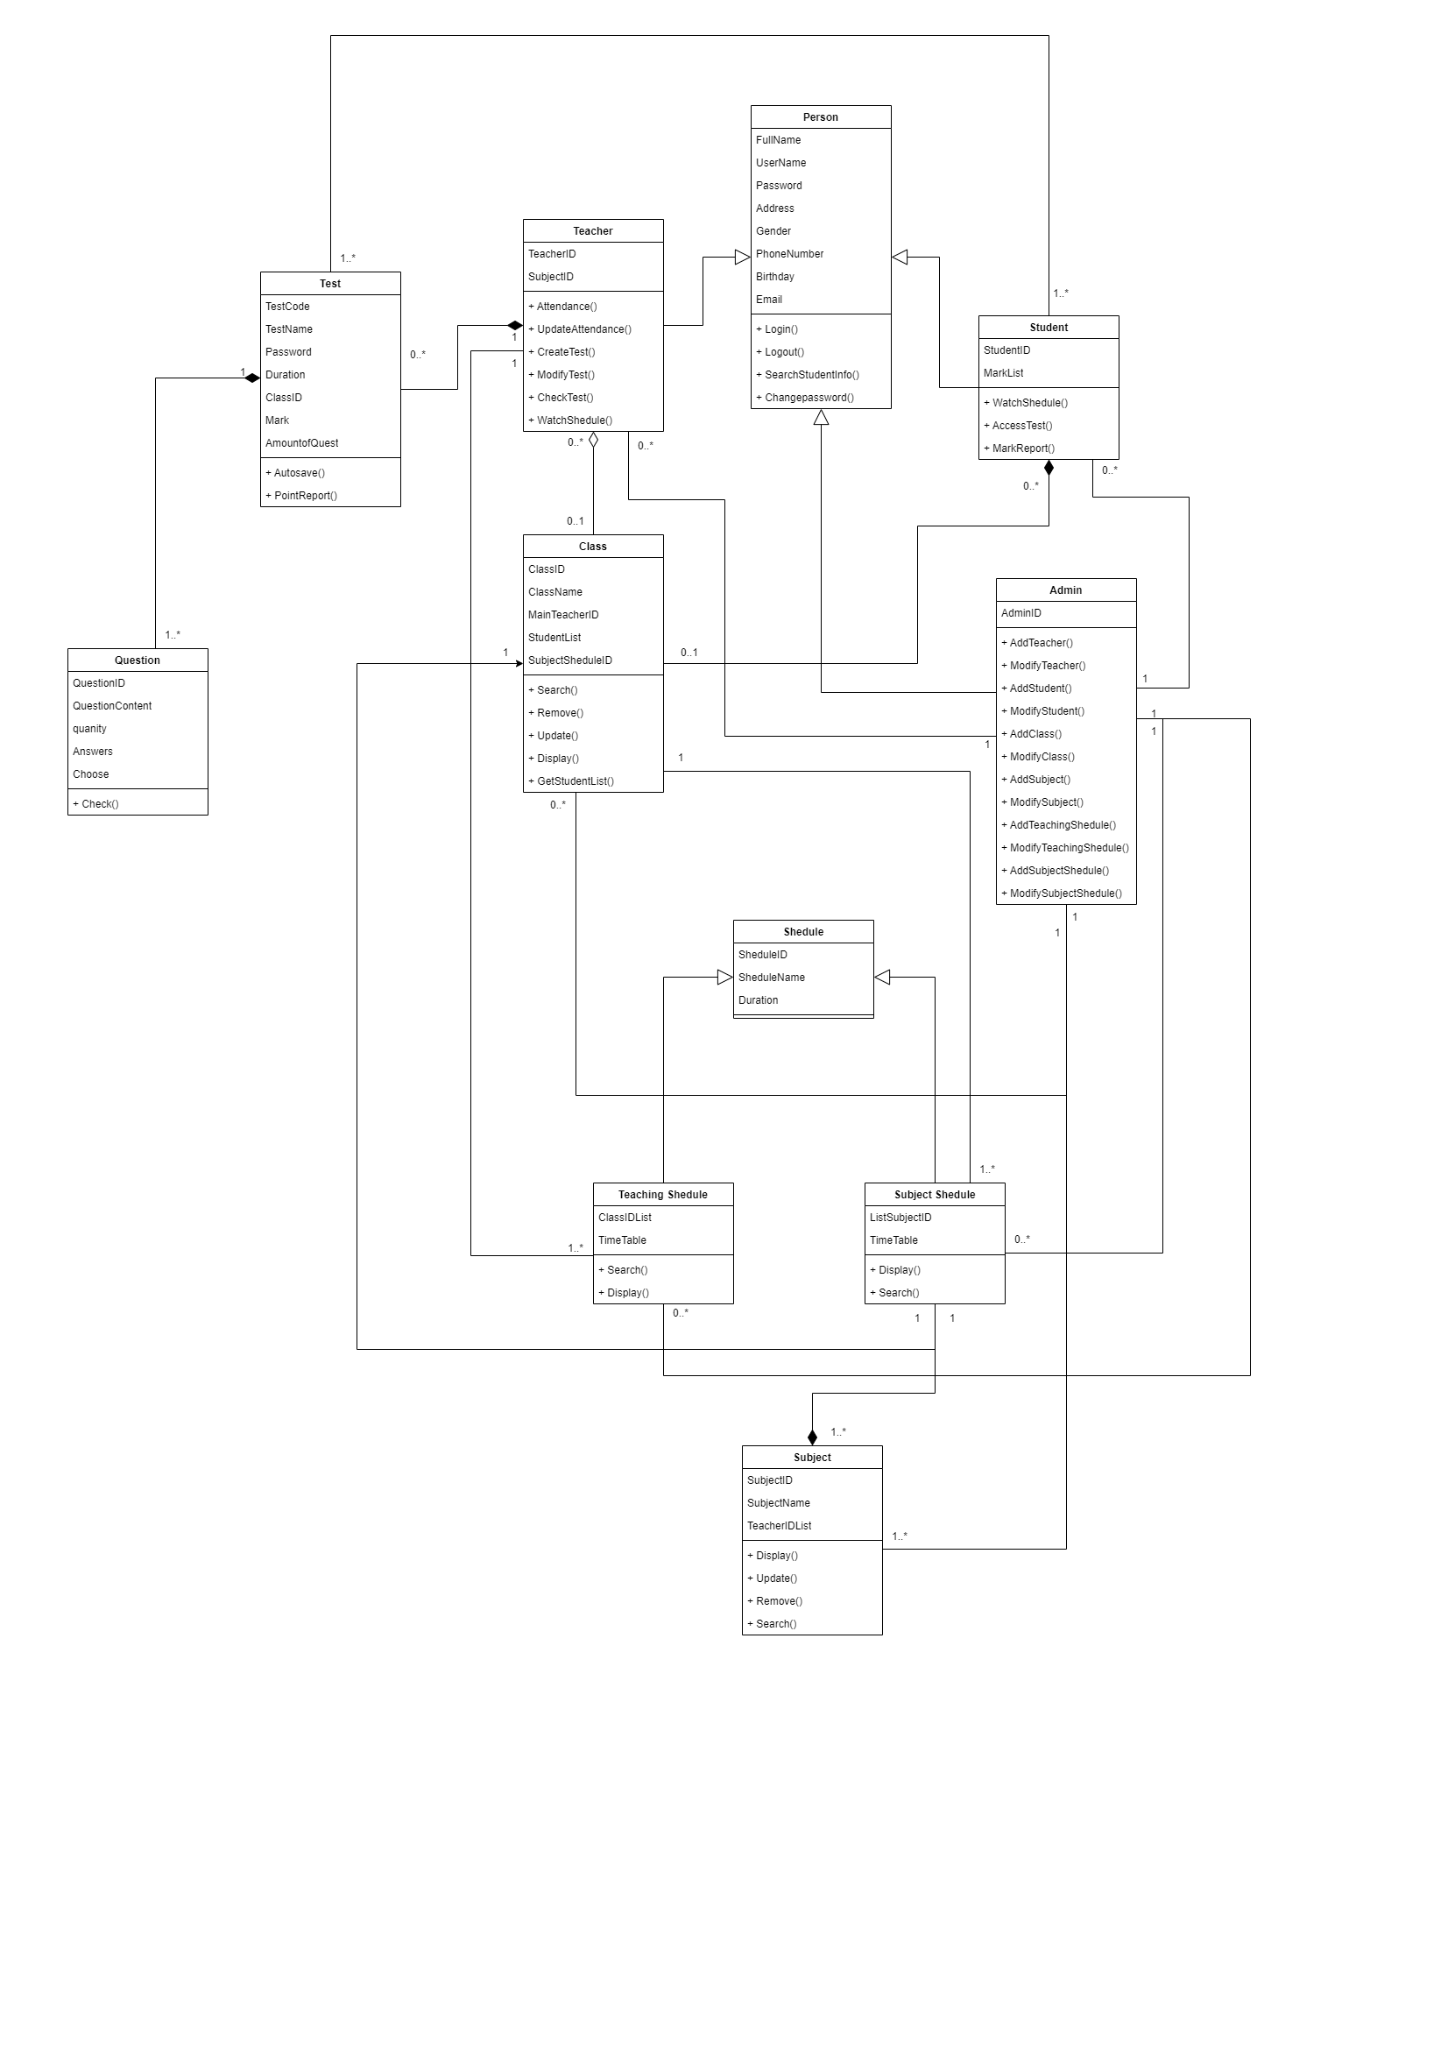 Person
FullName
UserName
Password
Address
Gender
PhoneNumber
Birthday
Email
+ Login()
+ Logout()
+ SearchStudentInfo()
+ Changepassword()
Teacher
TeacherID
SubjectID
+ Attendance()
+ UpdateAttendance()
+ CreateTest()
+ ModifyTest()
+ CheckTest()
+ WatchShedule()
1..*
Test
TestCode
TestName
Password
Duration
ClassID
Mark
AmountofQuest
+ Autosave()
+ PointReport()
1..*
Student
StudentID
MarkList
+ WatchShedule()
+ AccessTest()
+ MarkReport()
0..*
1
1
1
0..*
0..*
0..*
0..*
0..1
Class
ClassID
ClassName
MainTeacherID
StudentList
SubjectSheduleID
+ Search()
+ Remove()
+ Update()
+ Display()
+ GetStudentList()
1
0..1
1
0..*
Admin
AdminID
+ AddTeacher()
+ ModifyTeacher()
+ AddStudent()
+ ModifyStudent()
+ AddClass()
+ ModifyClass()
+ AddSubject()
+ ModifySubject()
+ AddTeachingShedule()
+ ModifyTeachingShedule()
+ AddSubjectShedule()
+ ModifySubjectShedule()
1
1
1
1
1
1
1..*
Question
QuestionID
QuestionContent
quanity
Answers
Choose
+ Check()
Shedule
SheduleID
SheduleName
Duration
1..*
Teaching Shedule
ClassIDList
TimeTable
+ Search()
+ Display()
1..*
0..*
Subject Shedule
ListSubjectID
TimeTable
+ Display()
+ Search()
0..*
1
1
1..*
Subject
SubjectID
SubjectName
TeacherIDList
+ Display()
+ Update()
+ Remove()
+ Search()
1..*